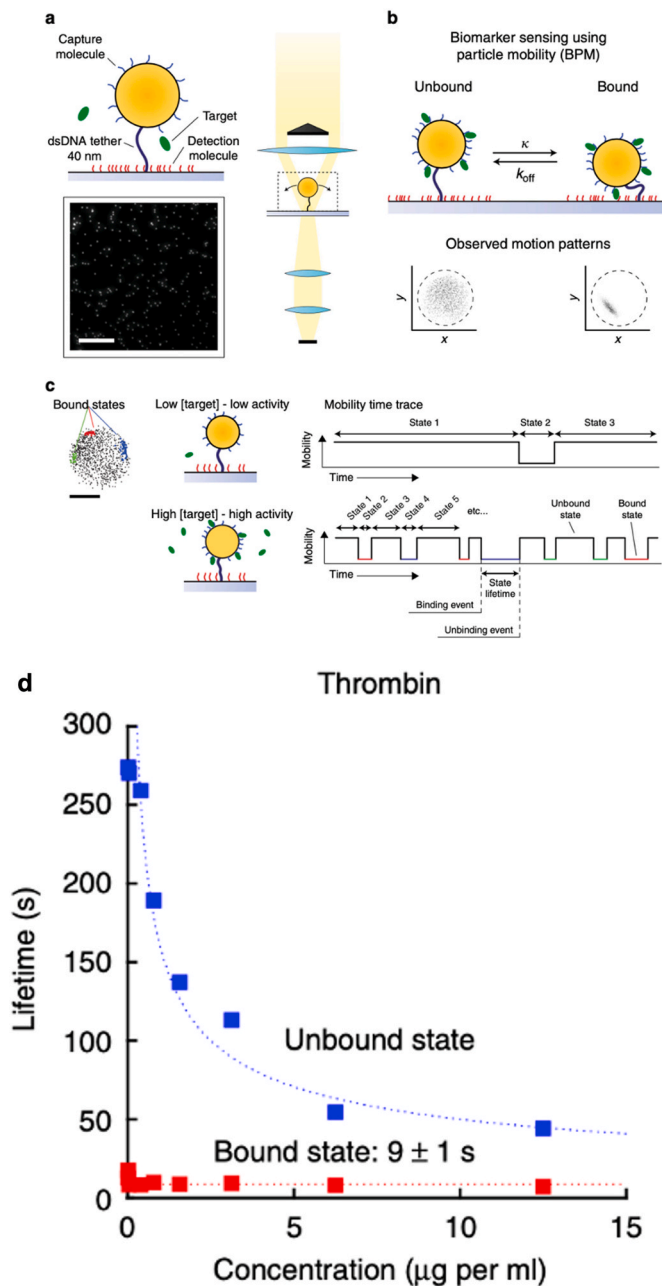 a
Capture
molecule
Target
dsDNA tether
40 nm
Detection
molecule
b
Biomarker sensing using
particle mobility (BPM)
Unbound
Bound
κ
koff
Observed motion patterns
y
x
y
x
c
Bound states
Low [target] - low activity
High [target] - high activity
Mobility time trace
State 1
State 2
State 3
Mobility
Time
State 1
State 2
State 3
State 4
State 5
etc...
Unbound
state
Bound
state
Mobility
Time
State
lifetime
Binding event
Unbinding event
d
Thrombin
300
250
200
150
100
50
0
Lifetime (s)
Unbound state
Bound state: 9 ± 1 s
0
5
10
15
Concentration (μg per ml)